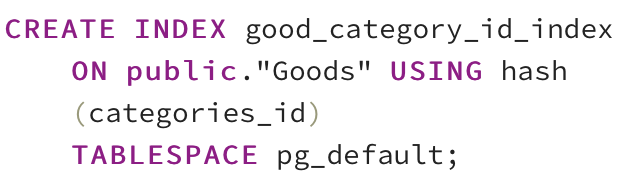 CREATE INDEX good_category_id_index
ON public."Goods" USING hash
(categories_id)
TABLESPACE pg_default;